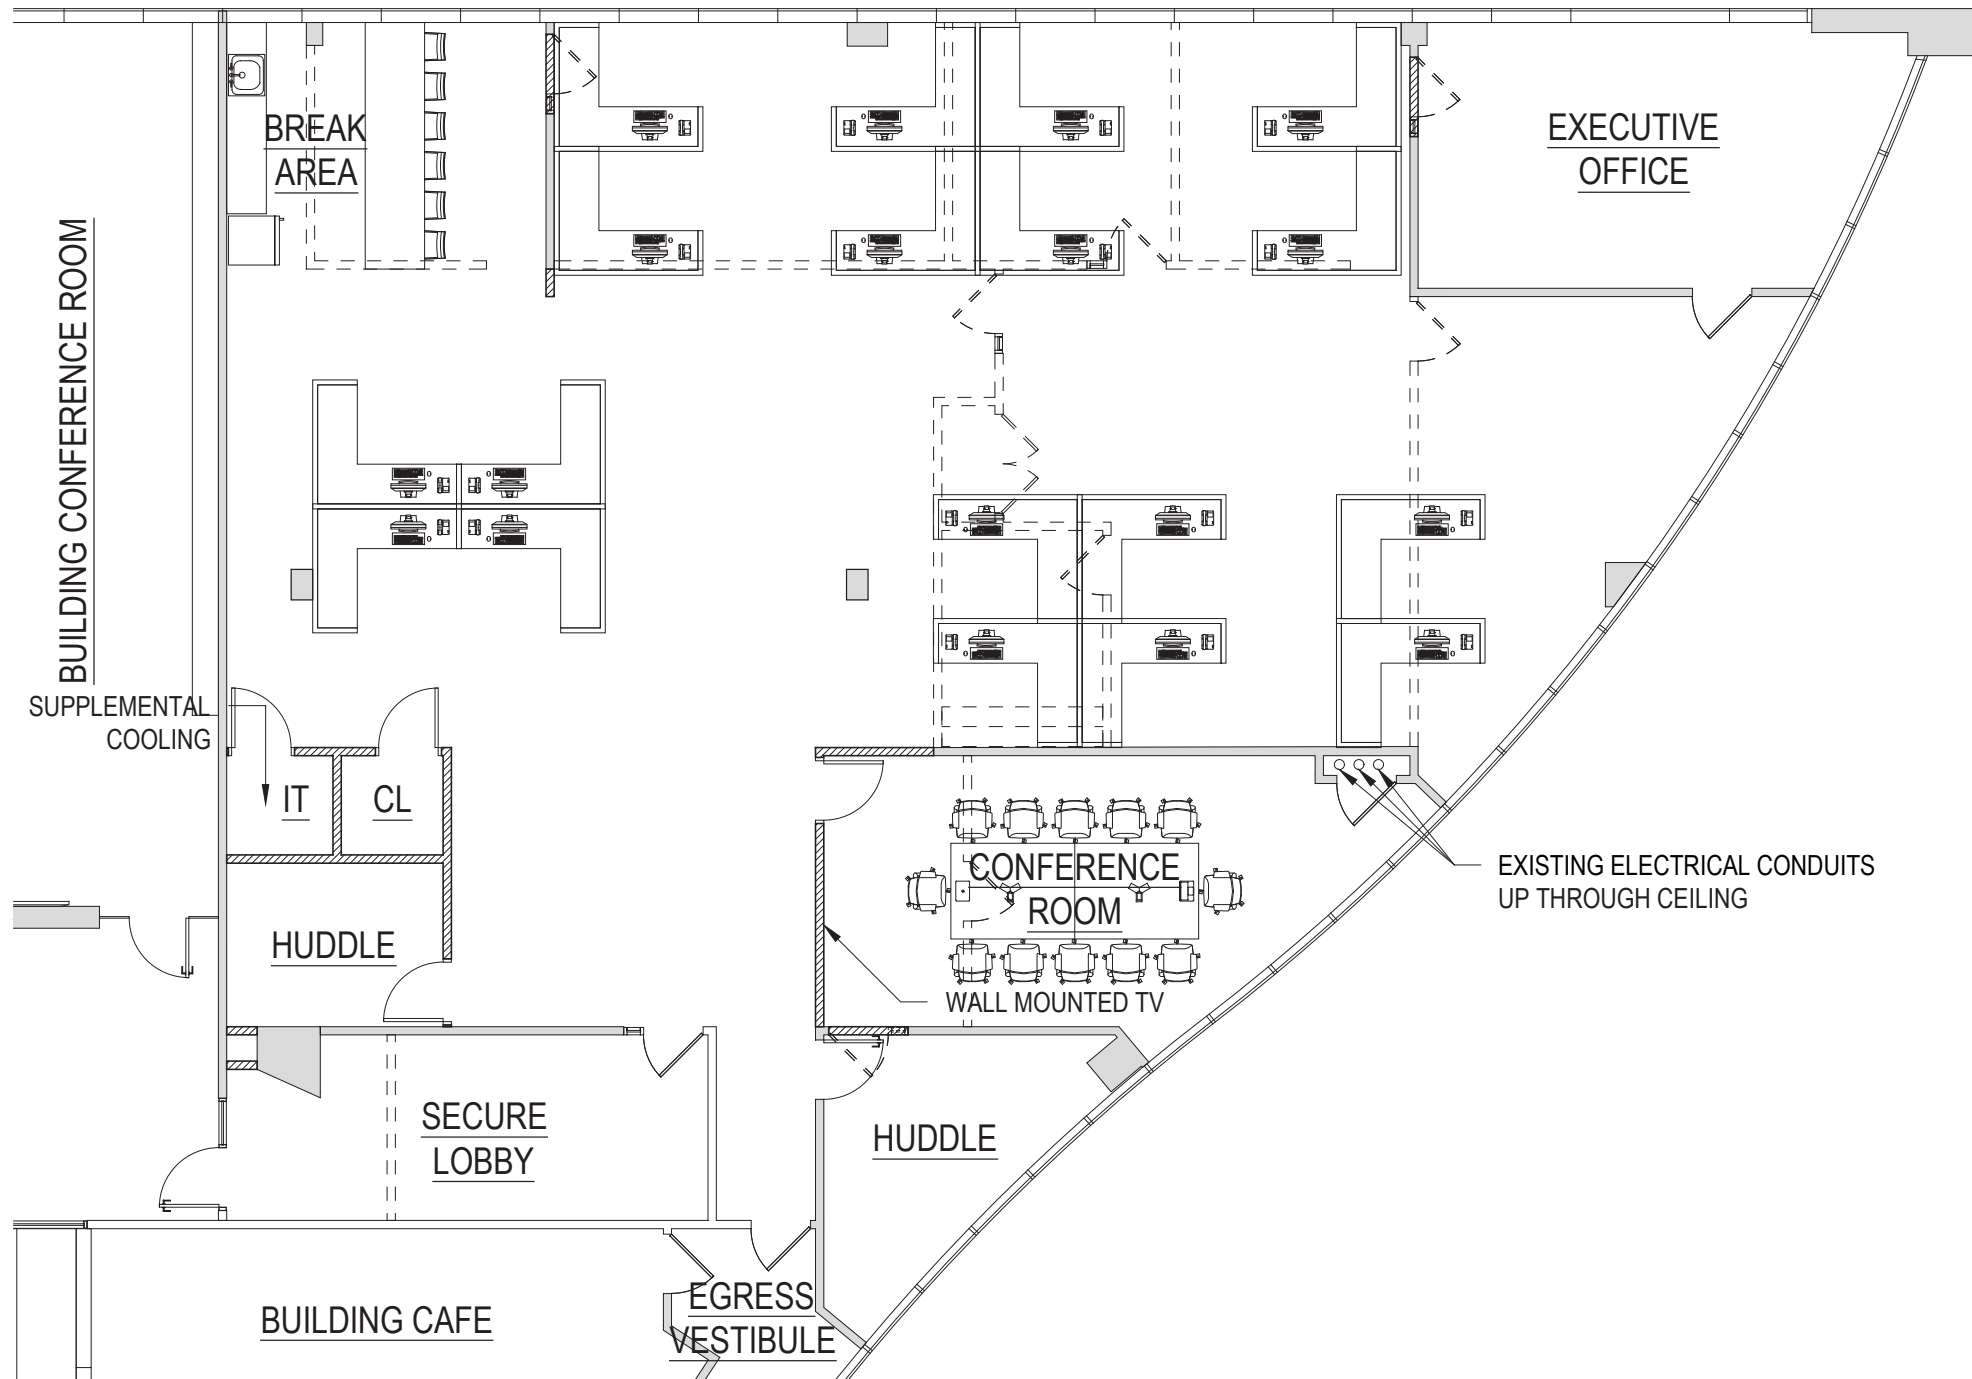 BREAK
AREA
EXECUTIVE
OFFICE
BUILDING CONFERENCE ROOM
SUPPLEMENTAL
COOLING
IT
CL
HUDDLE
CONFERENCE
ROOM
EXISTING ELECTRICAL CONDUITS
UP THROUGH CEILING
WALL MOUNTED TV
SECURE
LOBBY
HUDDLE
BUILDING CAFE
EGRESS
VESTIBULE